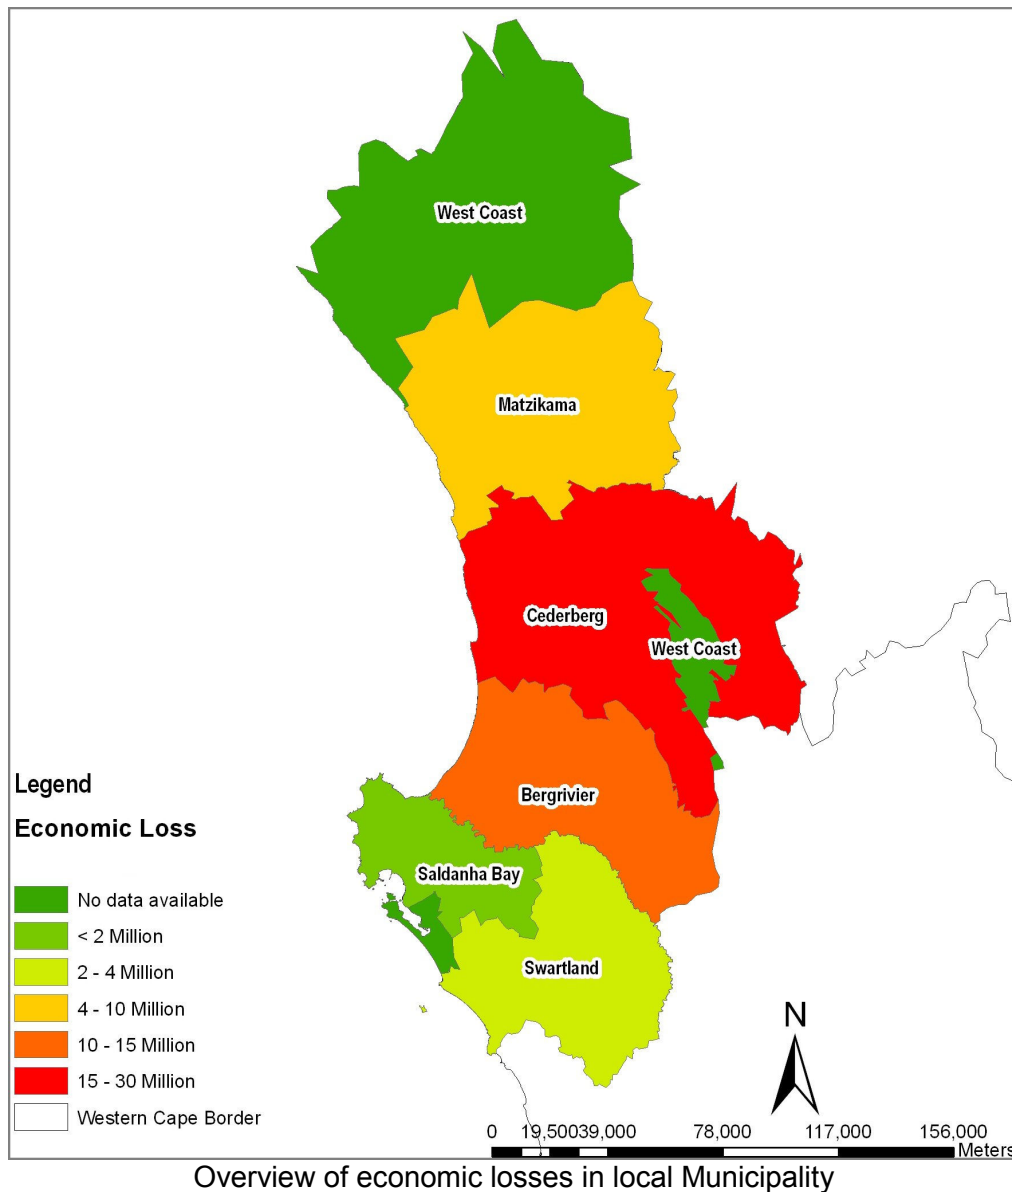 West Coast
Matzikama
Cederberg
West Coast
Bergrivier
Saldanha Bay
Swartland
Legend
Economic Loss
No data available
< 2 Million
2 - 4 Million
4 - 10 Million
10 - 15 Million
15 - 30 Million
Western Cape Border
N
0 19,500 39,000 78,000 117,000 156,000
Meters
Overview of economic losses in local Municipality